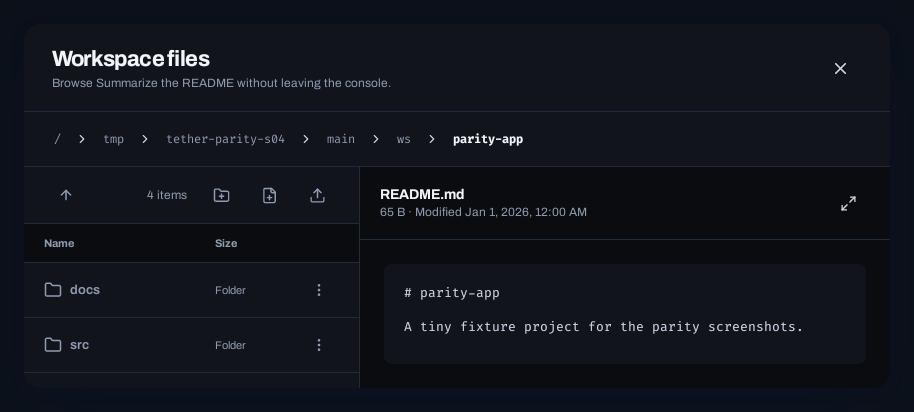 Workspace files
Browse Summarize the README without leaving the console.
/ tmp tether-parity-s04 main ws parity-app
4 items
Name Size
docs Folder
src Folder
README.md
65 B · Modified Jan 1, 2026, 12:00 AM
# parity-app
A tiny fixture project for the parity screenshots.